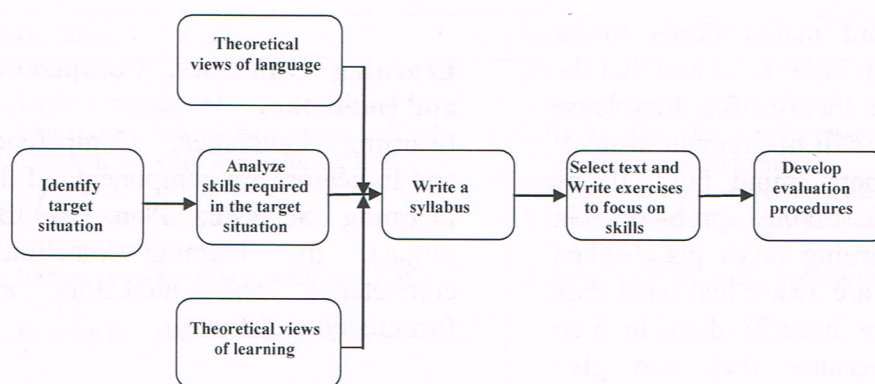 Theoretical
views of language
Identify
target
situation
Analyze
skills required
in the target
situation
Write a
syllabus
Select text and
Write exercises
to focus on
skills
Develop
evaluation
procedures
Theoretical views
of learning